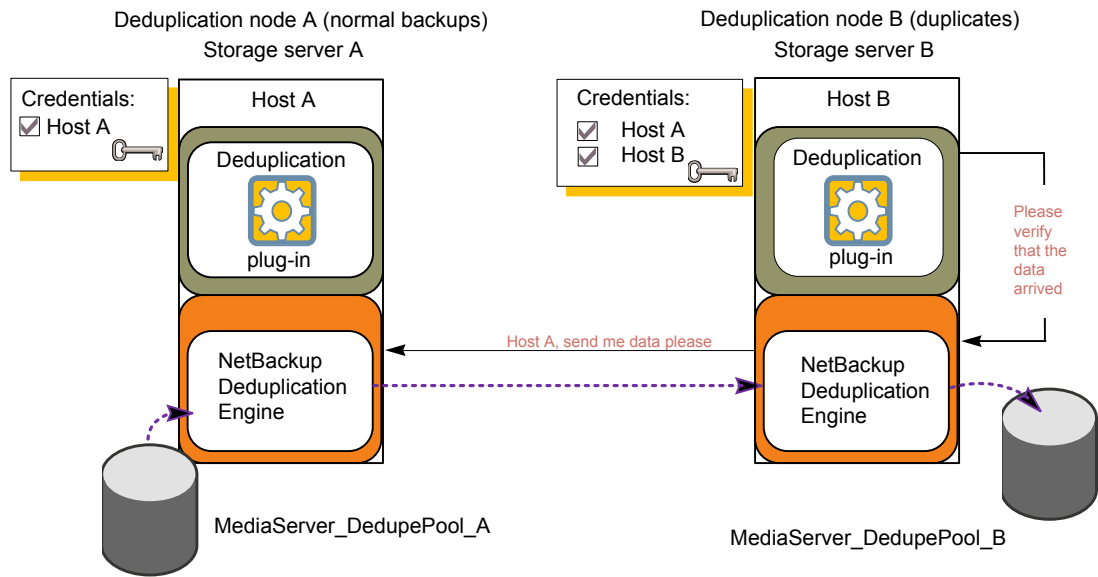 Deduplication node A (normal backups)
Storage server A
Credentials:
Host A
Host A
Deduplication
plug-in
NetBackup
Deduplication
Engine
MediaServer_DedupePool_A
Deduplication node B (duplicates)
Storage server B
Credentials:
Host A
Host B
Host B
Deduplication
plug-in
Please
verify
that the
data
arrived
Host A, send me data please
NetBackup
Deduplication
Engine
MediaServer_DedupePool_B